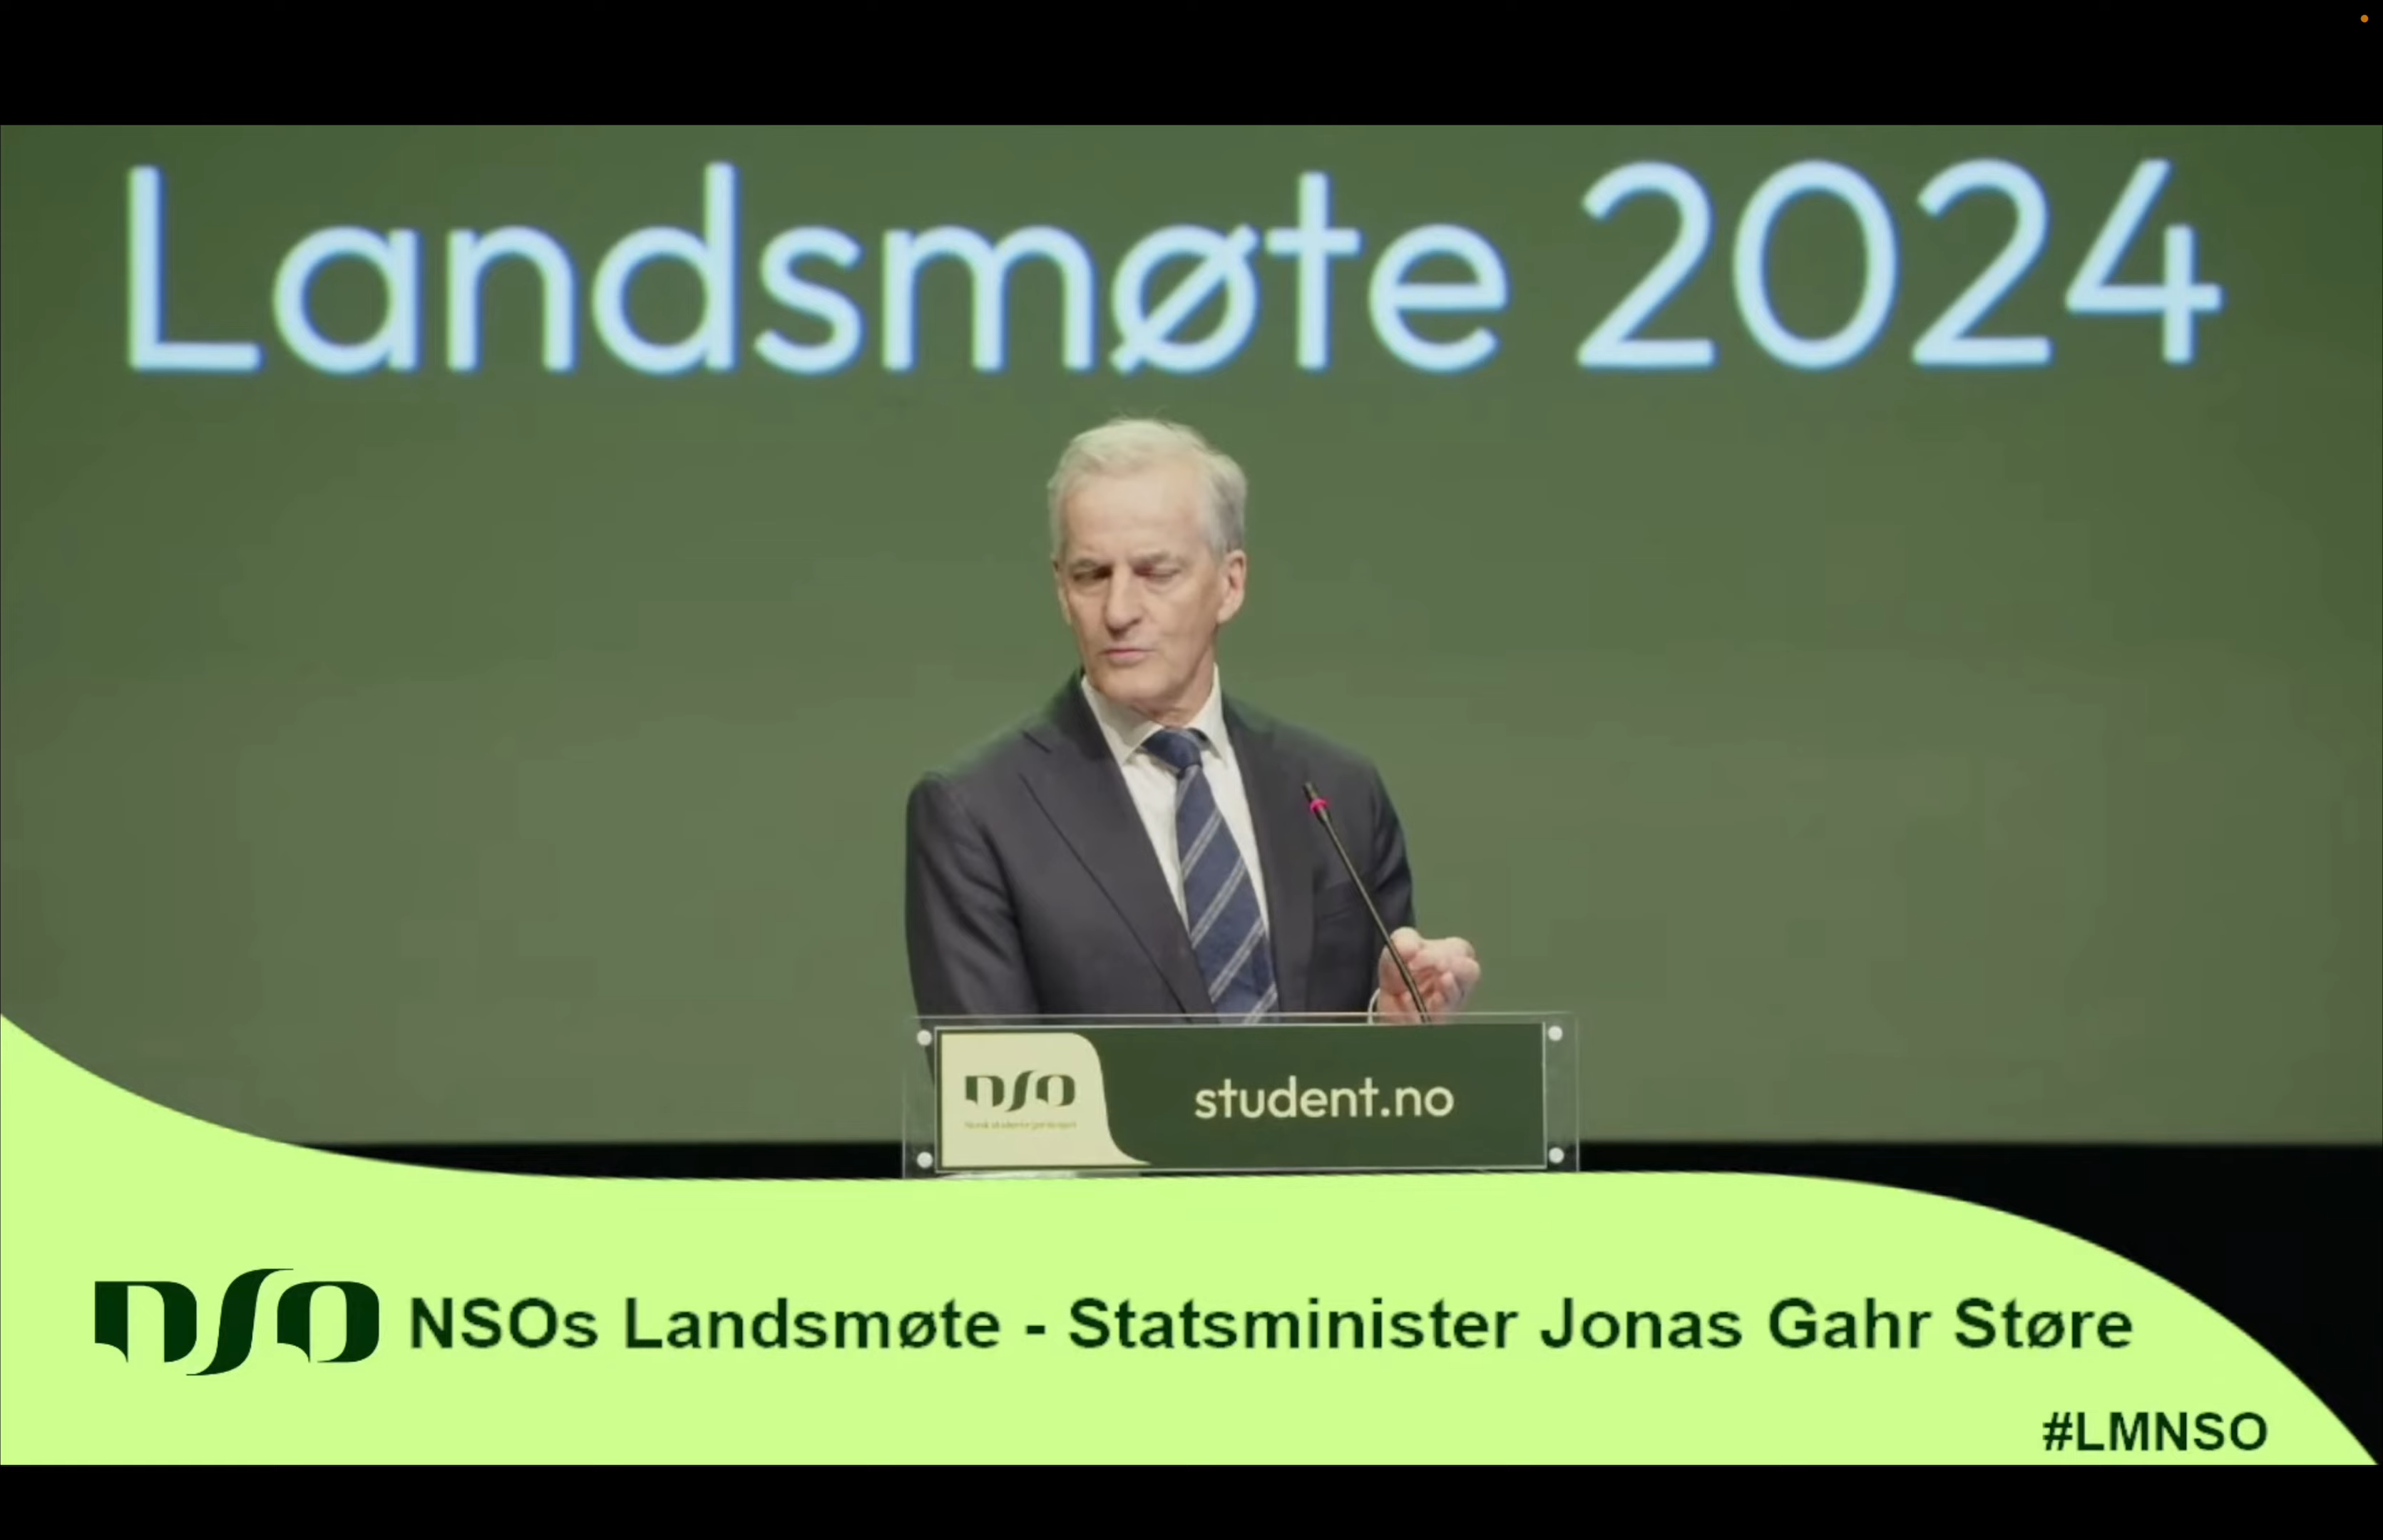 Landsmøte 2024
nso
student.no
nso
NSOs Landsmøte - Statsminister Jonas Gahr Støre
#LMNSO